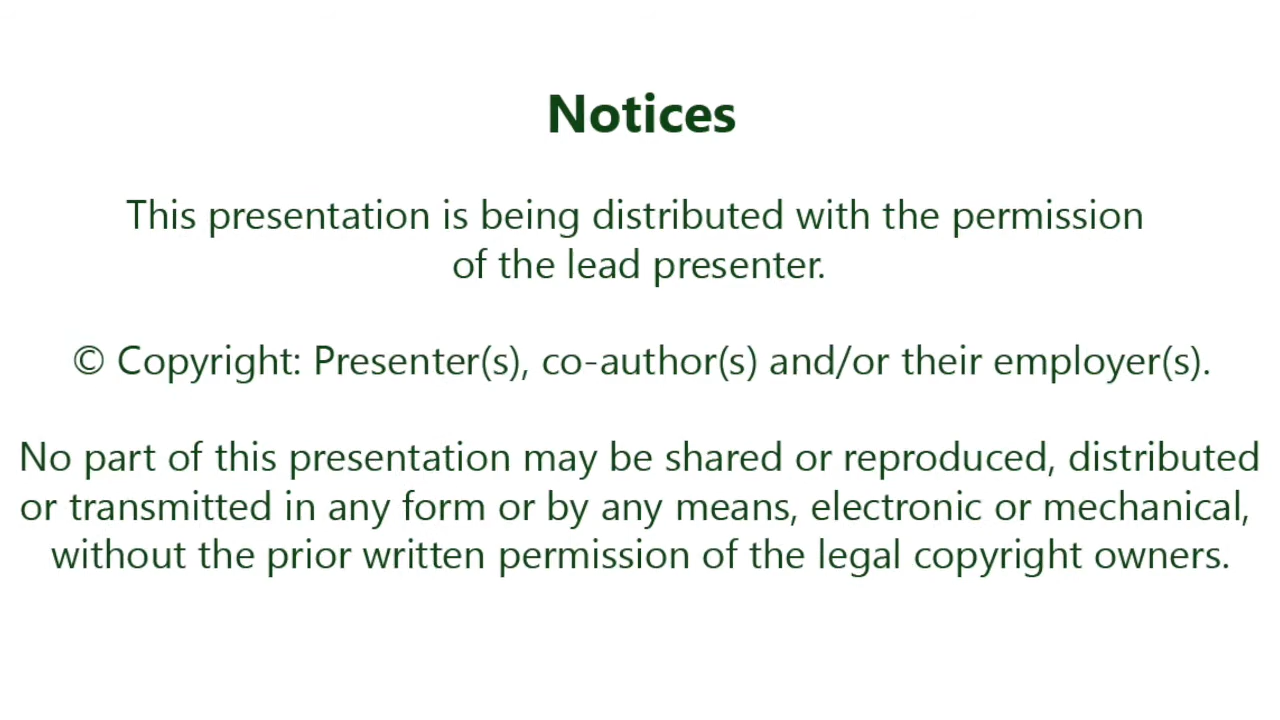 Notices
This presentation is being distributed with the permission
of the lead presenter.
© Copyright: Presenter(s), co-author(s) and/or their employer(s).
No part of this presentation may be shared or reproduced, distributed
or transmitted in any form or by any means, electronic or mechanical,
without the prior written permission of the legal copyright owners.